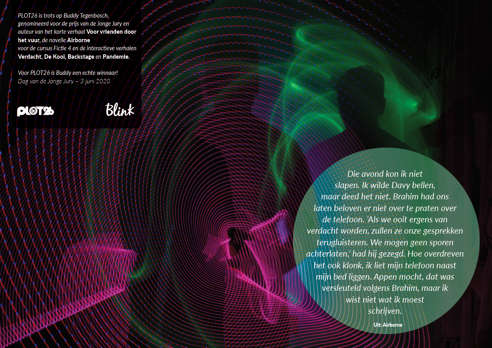 PLOT26 is trots op Buddy Tegenbosch,
genomineerd voor de prijs van de Jonge Jury en
auteur van het korte verhaal Voor vrienden door
het vuur, de novelle Airborne
voor de cursus Fictie 4 en de interactieve verhalen
Verdacht, De Kooi, Backstage en Pandemie.
Voor PLOT26 is Buddy een echte winnaar!
Dag van de Jonge Jury – 3 juni 2020
PLOT26
Blink
Die avond kon ik niet
slapen. Ik wilde Davy bellen,
maar deed het niet. Brahim had ons
laten beloven er niet over te praten over
de telefoon. 'Als we ooit ergens van
verdacht worden, zullen ze onze gesprekken
terugluisteren. We mogen geen sporen
achterlaten,' had hij gezegd. Hoe overdreven
het ook klonk, ik liet mijn telefoon naast
mijn bed liggen. Appen mocht, dat was
versleuteld volgens Brahim, maar ik
wist niet wat ik moest
schrijven.
Uit: Airborne